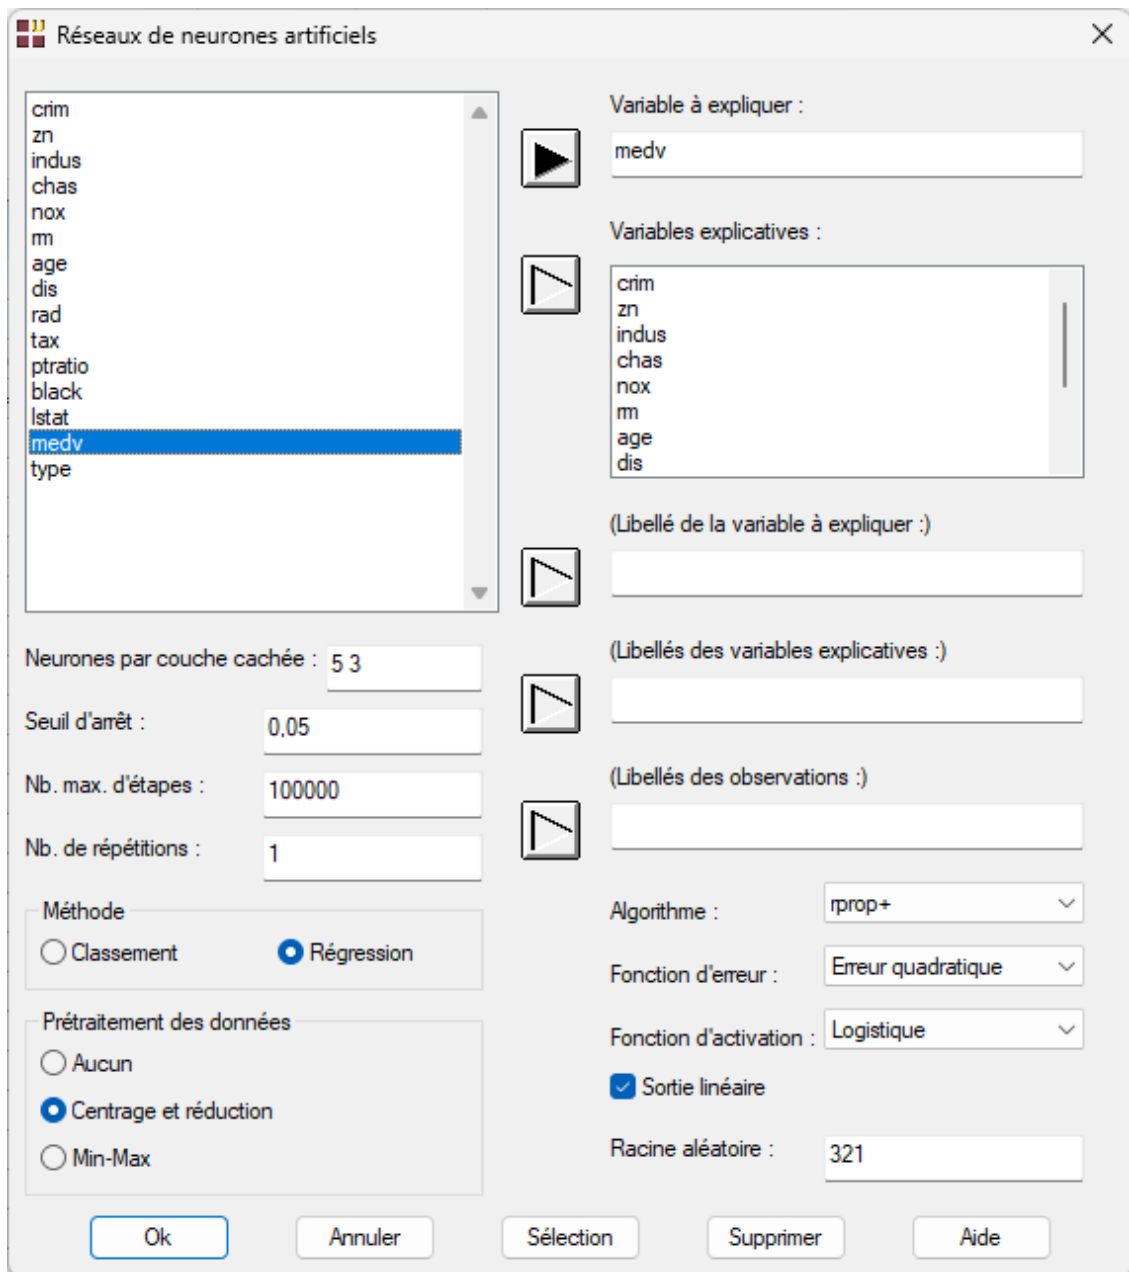 Réseaux de neurones artificiels
crim
zn
indus
chas
nox
rm
age
dis
rad
tax
ptratio
black
lstat
medv
type
Variable à expliquer :
medv
Variables explicatives :
crim
zn
indus
chas
nox
rm
age
dis
(Libellé de la variable à expliquer :)
(Libellés des variables explicatives :)
(Libellés des observations :)
Neurones par couche cachée : 5 3
Seuil d'arrêt : 0,05
Nb. max. d'étapes : 100000
Nb. de répétitions : 1
Méthode
Classement Régression
Prétraitement des données
Aucun
Centrage et réduction
Min-Max
Algorithme : rprop+
Fonction d'erreur : Erreur quadratique
Fonction d'activation : Logistique
Sortie linéaire
Racine aléatoire : 321
Ok Annuler Sélection Supprimer Aide